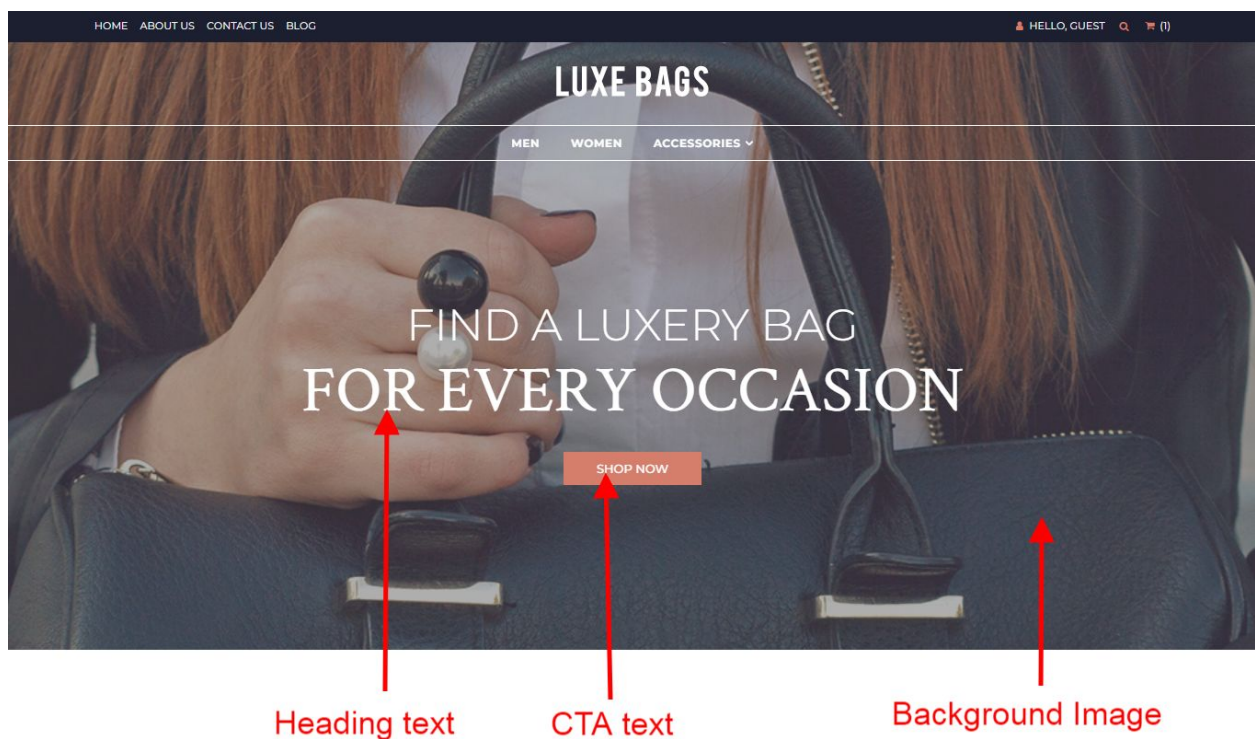 HOME ABOUT US CONTACT US BLOG HELLO, GUEST (1)
LUXE BAGS
MEN WOMEN ACCESSORIES
FIND A LUXERY BAG
FOR EVERY OCCASION
SHOP NOW
Heading text CTA text Background Image